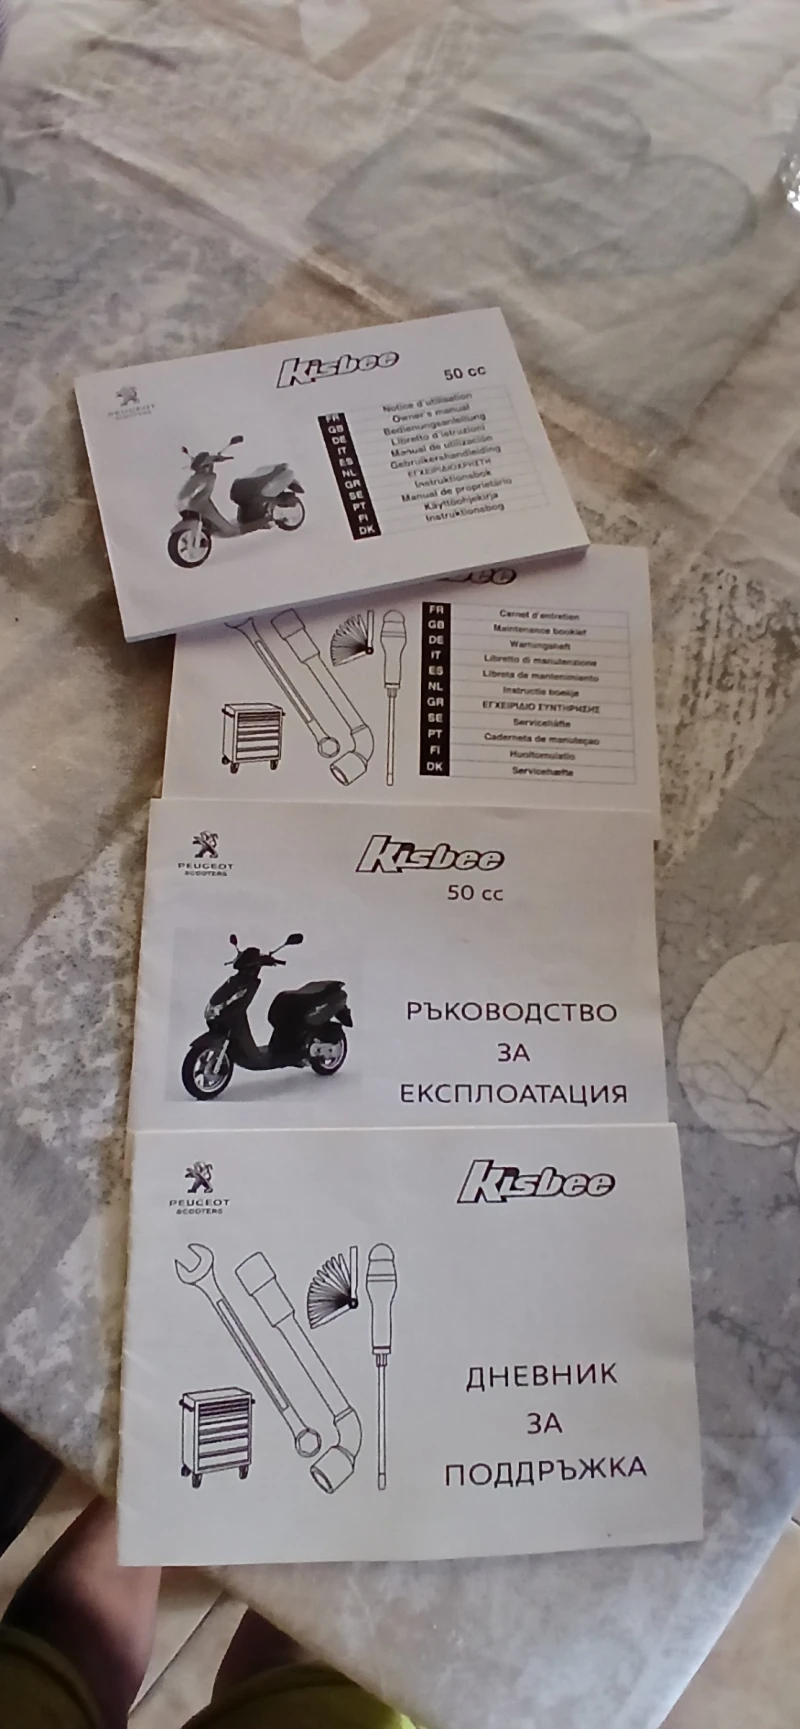 PEUGEOT
SCOOTERS
Kisbee
50 cc
FR Notice d'utilisation
GB Owner's manual
DE Bedienungsanleitung
IT Libretto d'istruzioni
ES Manual de utilización
NL Gebruikershandleiding
GR ΕΓΧΕΙΡΙΔΙΟΧΡΗΣΤΗ
SE Instruktionsbok
PT Manual de proprietário
FI Käyttöohjekirja
DK Instruktionsbog
FR Carnet d'entretien
GB Maintenance booklet
DE Wartungsheft
IT Libretto di manutenzione
ES Libreta de mantenimiento
NL Instructie boekje
GR ΕΓΧΕΙΡΙΔΙΟ ΣΥΝΤΗΡΗΣΗΣ
SE Servicehäfte
PT Caderneta de manutençao
FI Huoltomulatio
DK Servicehæfte
PEUGEOT
SCOOTERS
Kisbee
50 cc
РЪКОВОДСТВО
ЗА
ЕКСПЛОАТАЦИЯ
PEUGEOT
SCOOTERS
Kisbee
ДНЕВНИК
ЗА
ПОДДРЪЖКА